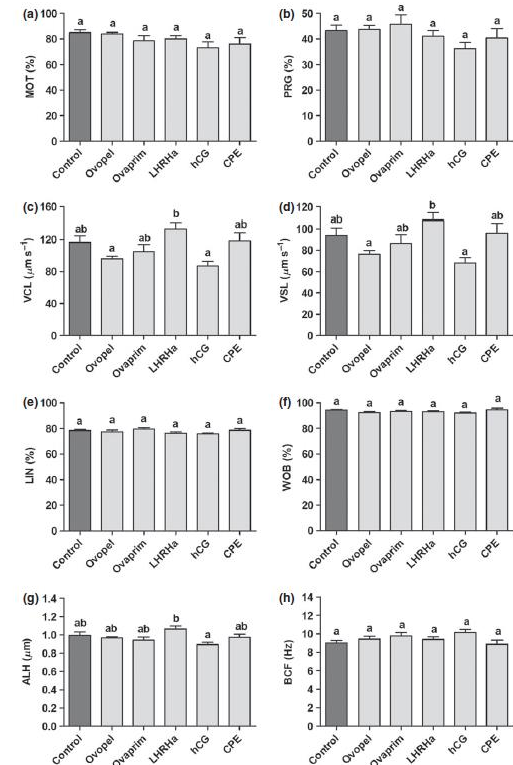 (a) 100
80
60
40
20
0
MOT (%)
a a a a a a
Control Ovopel Ovaprim LHRHa hCG CPE
(b) 50
40
30
20
10
0
PRG (%)
a a a a a a
Control Ovopel Ovaprim LHRHa hCG CPE
(c) 160
120
80
40
0
VCL (μm s⁻¹)
ab a ab b a ab
Control Ovopel Ovaprim LHRHa hCG CPE
(d) 120
100
80
60
40
20
0
VSL (μm s⁻¹)
ab a ab b a ab
Control Ovopel Ovaprim LHRHa hCG CPE
(e) 100
80
60
40
20
0
LIN (%)
a a a a a a
Control Ovopel Ovaprim LHRHa hCG CPE
(f) 100
80
60
40
20
0
WOB (%)
a a a a a a
Control Ovopel Ovaprim LHRHa hCG CPE
(g) 1.4
1.2
1.0
0.8
0.6
0.4
0.2
0.0
ALH (μm)
ab ab ab b a ab
Control Ovopel Ovaprim LHRHa hCG CPE
(h) 14
12
10
8
6
4
2
0
BCF (Hz)
a a a a a a
Control Ovopel Ovaprim LHRHa hCG CPE